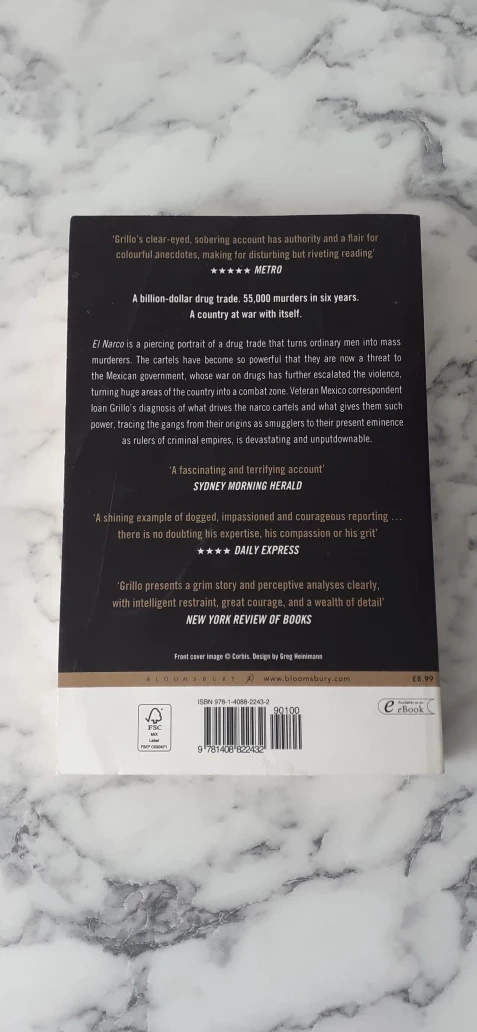 'Grillo's clear-eyed, sobering account has authority and a flair for
colourful anecdotes, making for disturbing but riveting reading'
★★★★★ METRO
A billion-dollar drug trade. 55,000 murders in six years.
A country at war with itself.
El Narco is a piercing portrait of a drug trade that turns ordinary men into mass
murderers. The cartels have become so powerful that they are now a threat to
the Mexican government, whose war on drugs has further escalated the violence,
turning huge areas of the country into a combat zone. Veteran Mexico correspondent
Ioan Grillo's diagnosis of what drives the narco cartels and what gives them such
power, tracing the gangs from their origins as smugglers to their present eminence
as rulers of criminal empires, is devastating and unputdownable.
'A fascinating and terrifying account'
SYDNEY MORNING HERALD
'A shining example of dogged, impassioned and courageous reporting ...
there is no doubting his expertise, his compassion or his grit'
★★★★ DAILY EXPRESS
'Grillo presents a grim story and perceptive analyses clearly,
with intelligent restraint, great courage, and a wealth of detail'
NEW YORK REVIEW OF BOOKS
Front cover image © Corbis. Design by Greg Heinimann
BLOOMSBURY www.bloomsbury.com £8.99
ISBN 978-1-4088-2243-2
90100
9 781408 822432
FSC
MIX
Label
Available as an
eBook